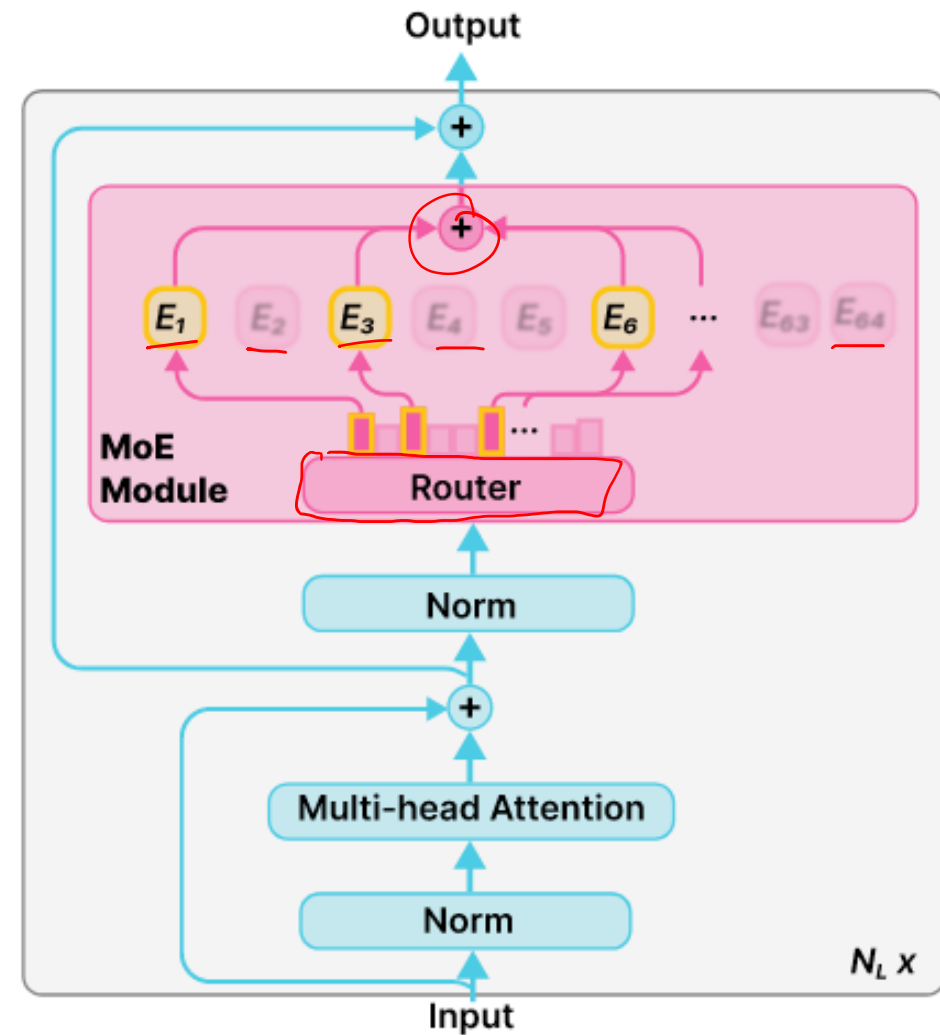 Output
+
+
E1 E2 E3 E4 E5 E6 ... E63 E64
...
MoE
Module
Router
Norm
+
Multi-head Attention
Norm
NL x
Input